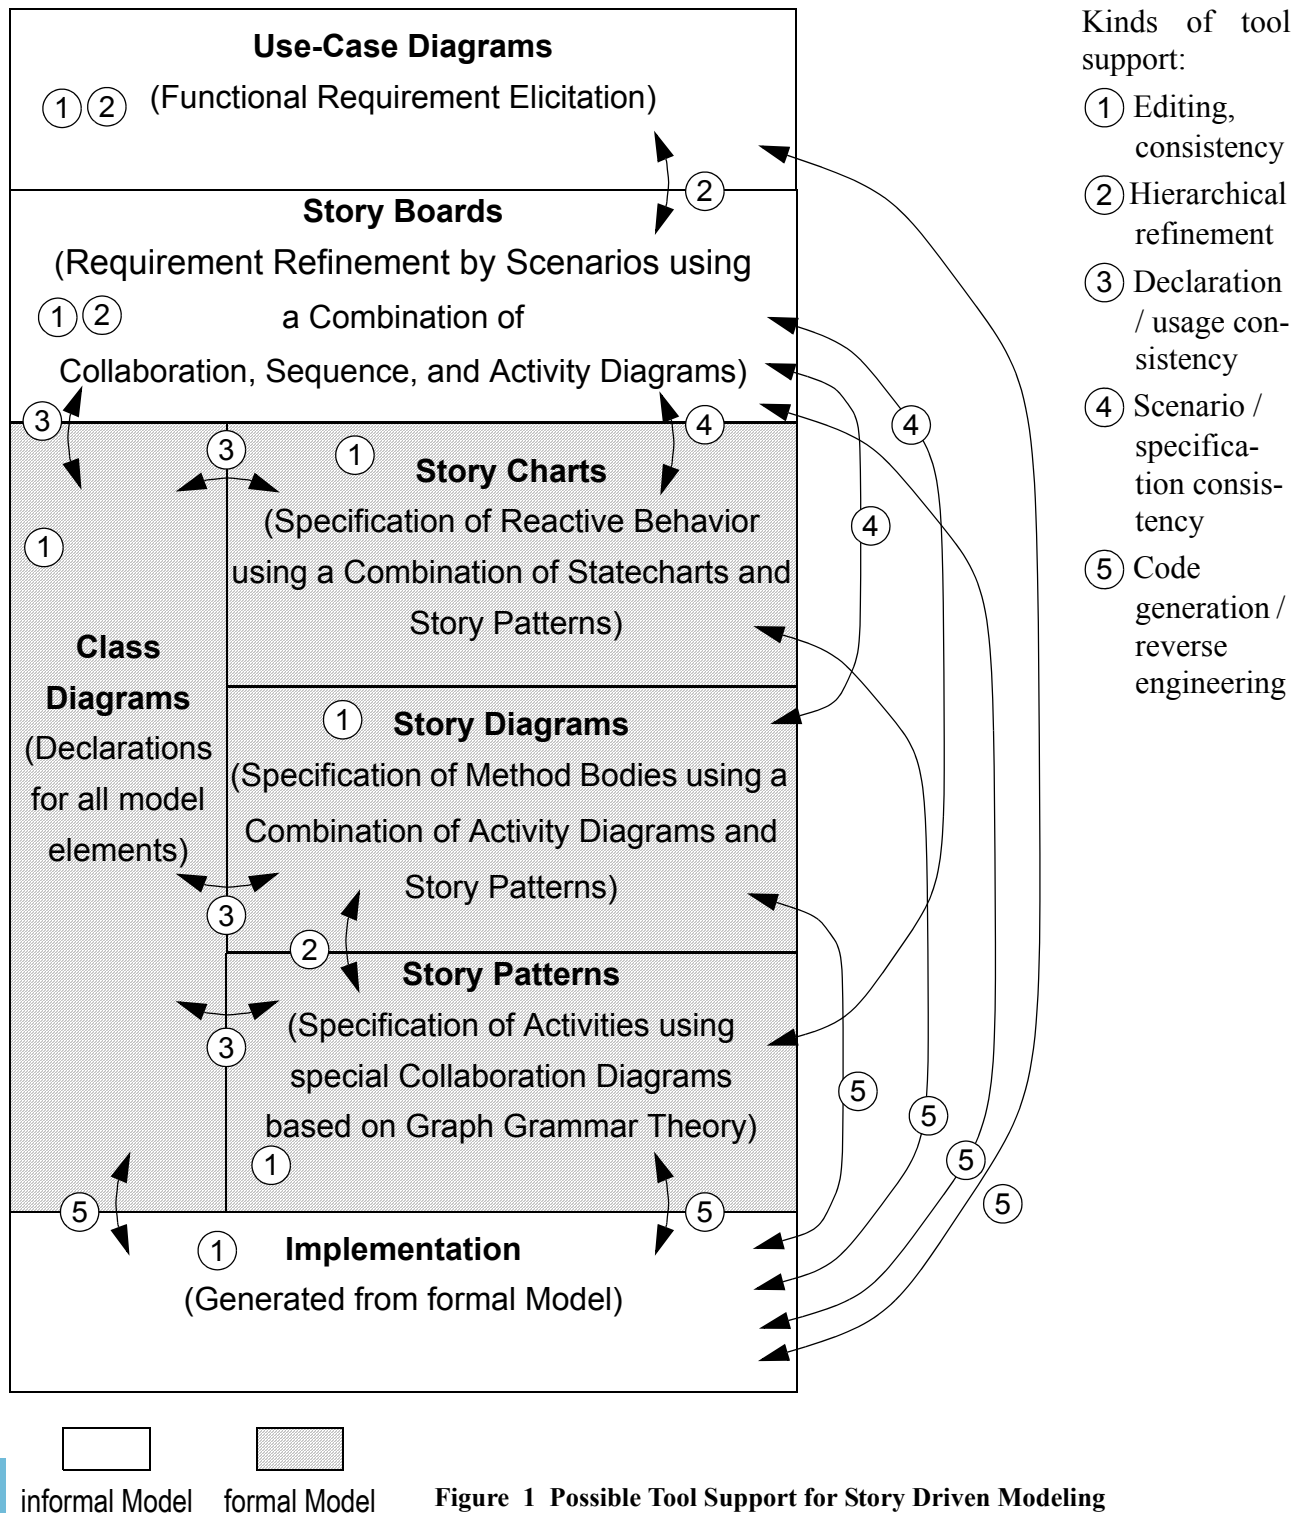 Use-Case Diagrams
(Functional Requirement Elicitation)
1 2
2
Story Boards
(Requirement Refinement by Scenarios using
a Combination of
1 2
Collaboration, Sequence, and Activity Diagrams)
3
4
3
1
Story Charts
(Specification of Reactive Behavior
using a Combination of Statecharts and
Story Patterns)
1
Class
Diagrams
(Declarations
for all model
elements)
1
Story Diagrams
(Specification of Method Bodies using a
Combination of Activity Diagrams and
Story Patterns)
3
2
Story Patterns
(Specification of Activities using
special Collaboration Diagrams
based on Graph Grammar Theory)
3
1
5
5
1
Implementation
(Generated from formal Model)
4
4
5
5
5
5
Kinds of tool
support:
1 Editing,
consistency
2 Hierarchical
refinement
3 Declaration
/ usage con-
sistency
4 Scenario /
specifica-
tion consis-
tency
5 Code
generation /
reverse
engineering
informal Model
formal Model
Figure 1 Possible Tool Support for Story Driven Modeling